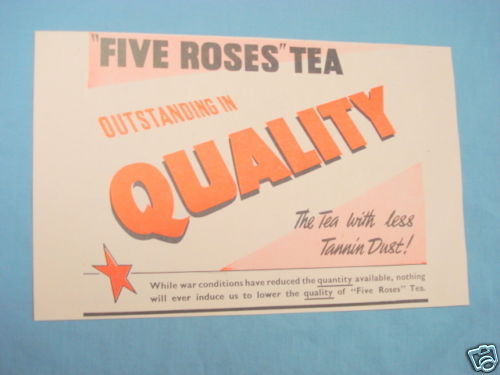 "FIVE ROSES" TEA
OUTSTANDING IN
QUALITY
The Tea with less
Tannin Dust!
While war conditions have reduced the quantity available, nothing
will ever induce us to lower the quality of "Five Roses" Tea.